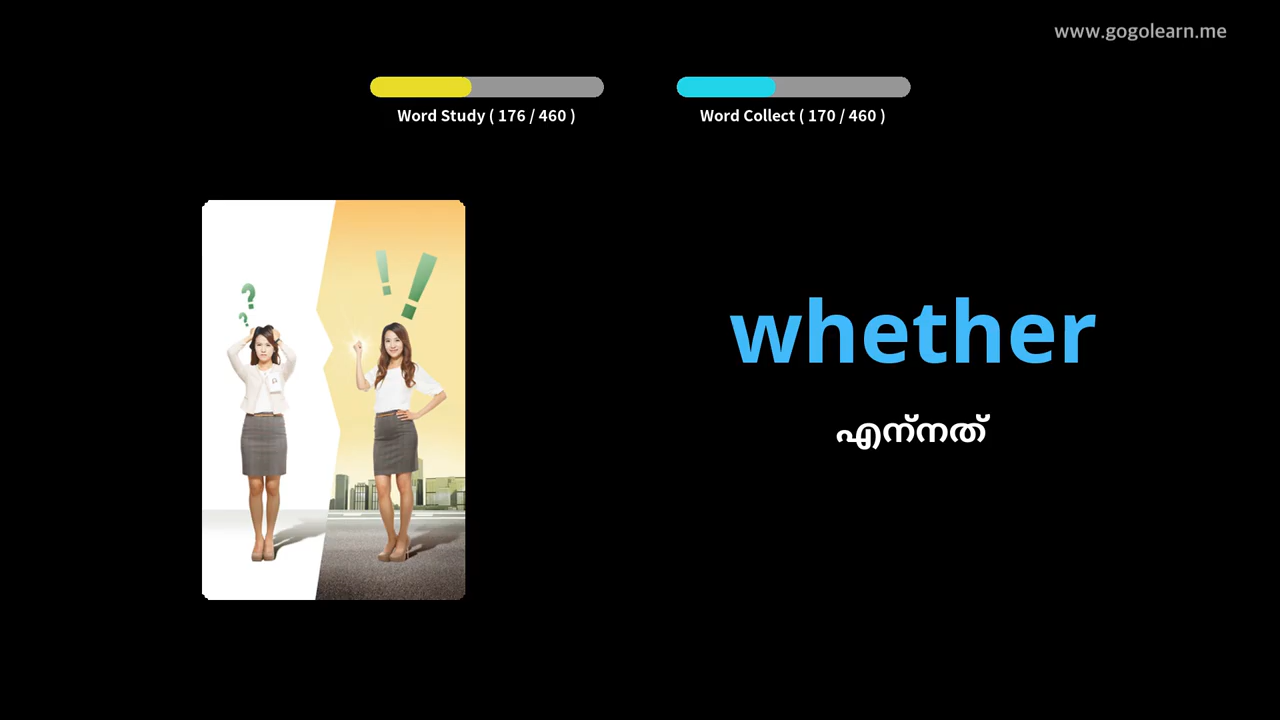 www.gogolearn.me
Word Study ( 176 / 460 )
Word Collect ( 170 / 460 )
? !!
?
whether
എന്നത്